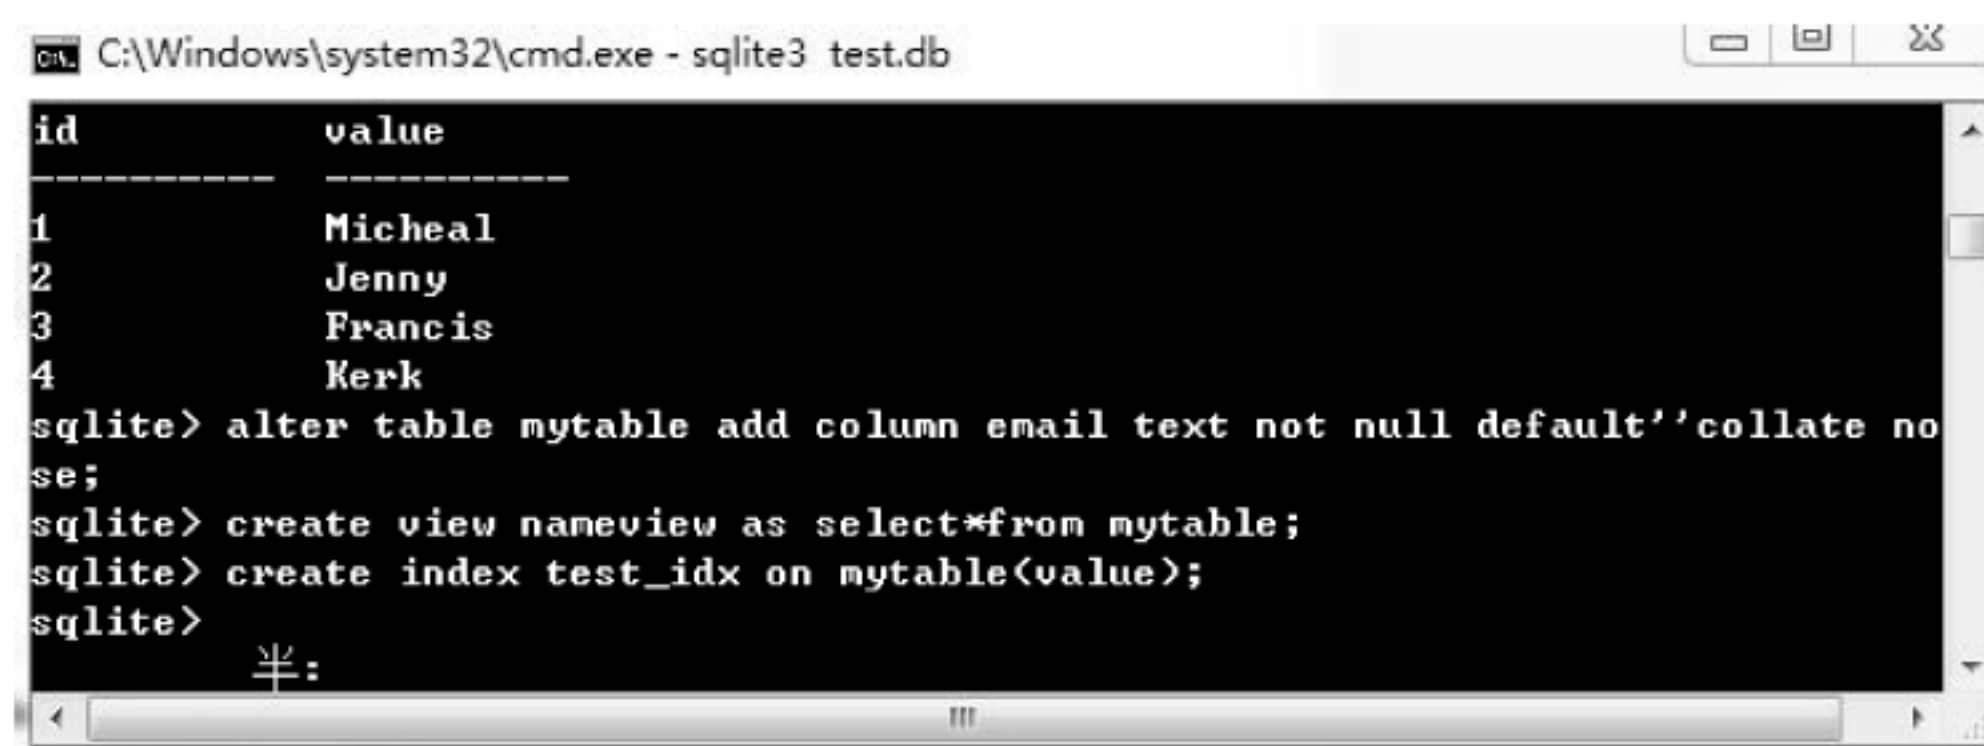 C:\Windows\system32\cmd.exe - sqlite3 test.db
id value
---------- ----------
1 Micheal
2 Jenny
3 Francis
4 Kerk
sqlite> alter table mytable add column email text not null default''collate no
se;
sqlite> create view nameview as select*from mytable;
sqlite> create index test_idx on mytable(value);
sqlite>
半: